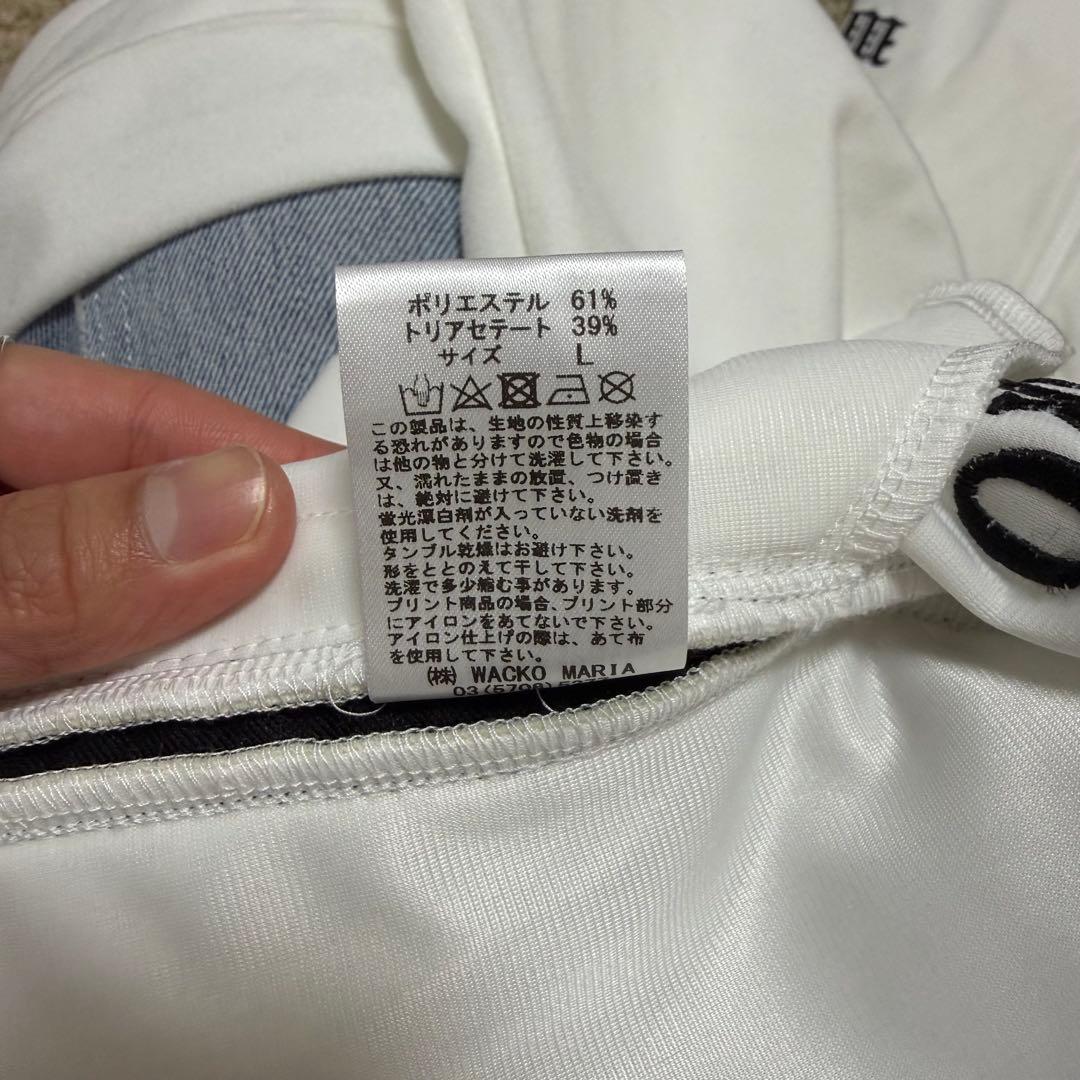 ポリエステル 61%
トリアセテート 39%
サイズ L
この製品は、生地の性質上移染す
る恐れがありますので色物の場合
は他の物と分けて洗濯して下さい。
又、濡れたままの放置、つけ置き
は、絶対に避けて下さい。
蛍光漂白剤が入っていない洗剤を
使用してください。
タンブル乾燥はお避け下さい。
形をととのえて干して下さい。
洗濯で多少縮む事があります。
プリント商品の場合、プリント部分
にアイロンをあてないで下さい。
アイロン仕上げの際は、あて布
を使用して下さい。
㈱ WACKO MARIA